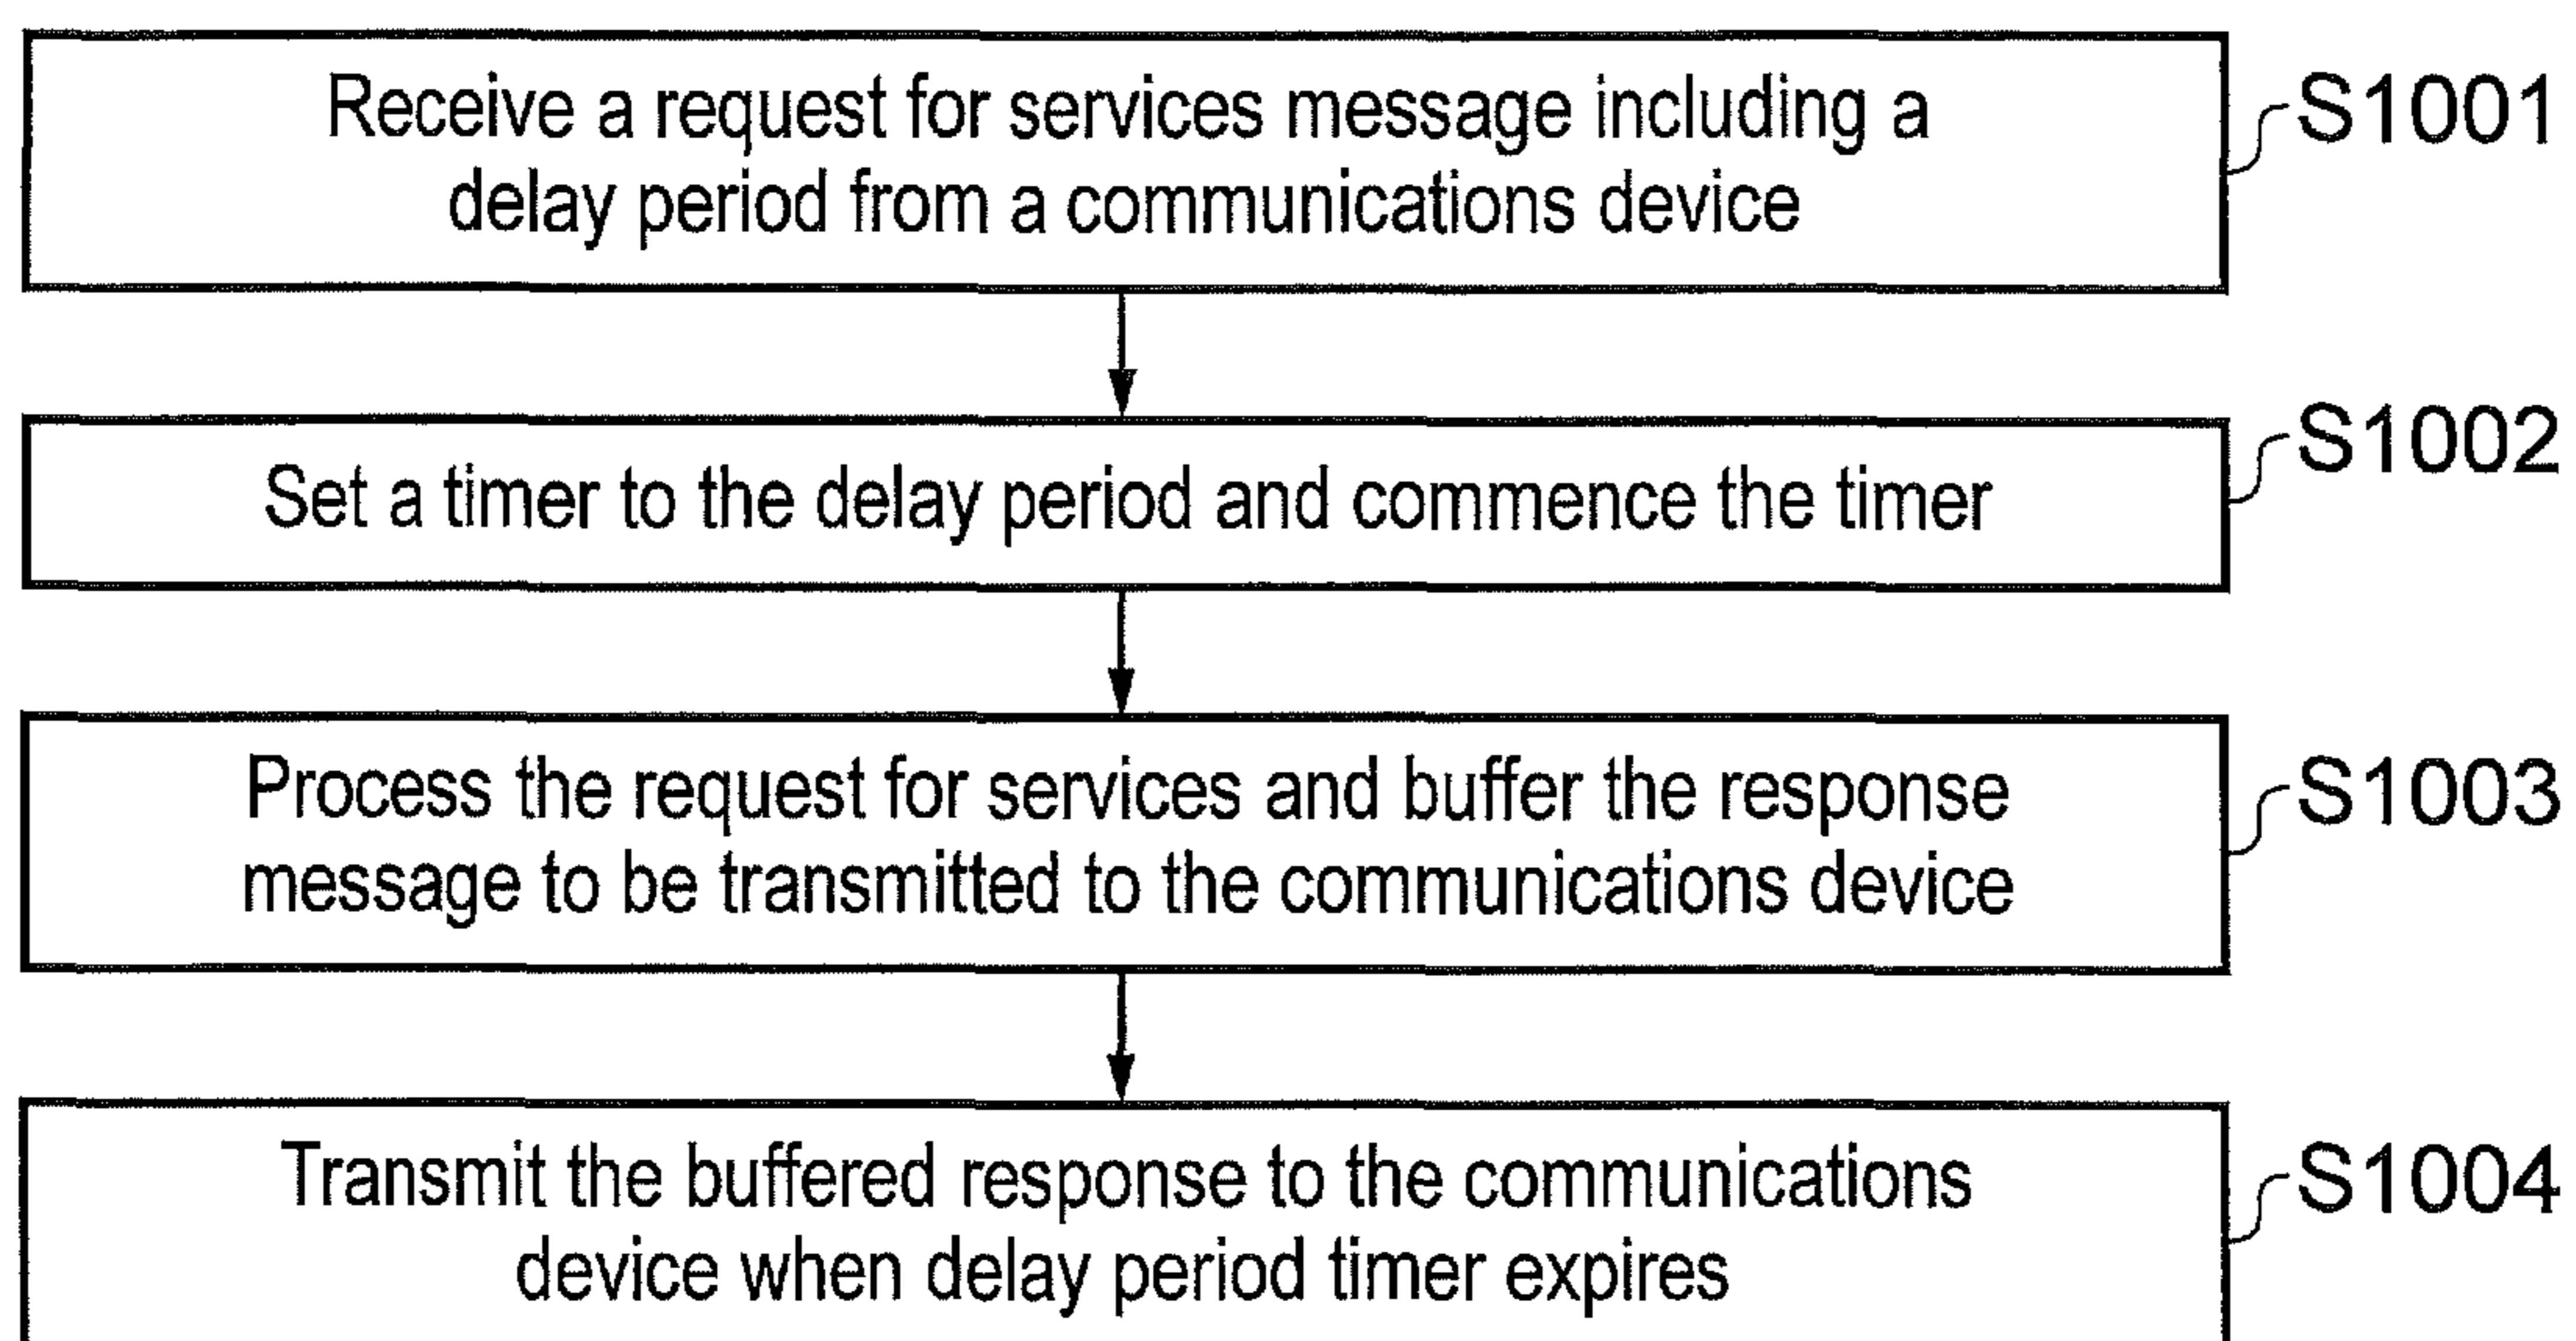 Receive a request for services message including a
delay period from a communications device
S1001
Set a timer to the delay period and commence the timer
S1002
Process the request for services and buffer the response
message to be transmitted to the communications device
S1003
Transmit the buffered response to the communications
device when delay period timer expires
S1004